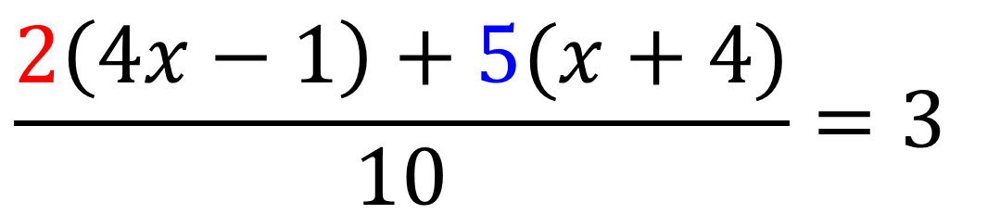 2(4x − 1) + 5(x + 4)
10
= 3